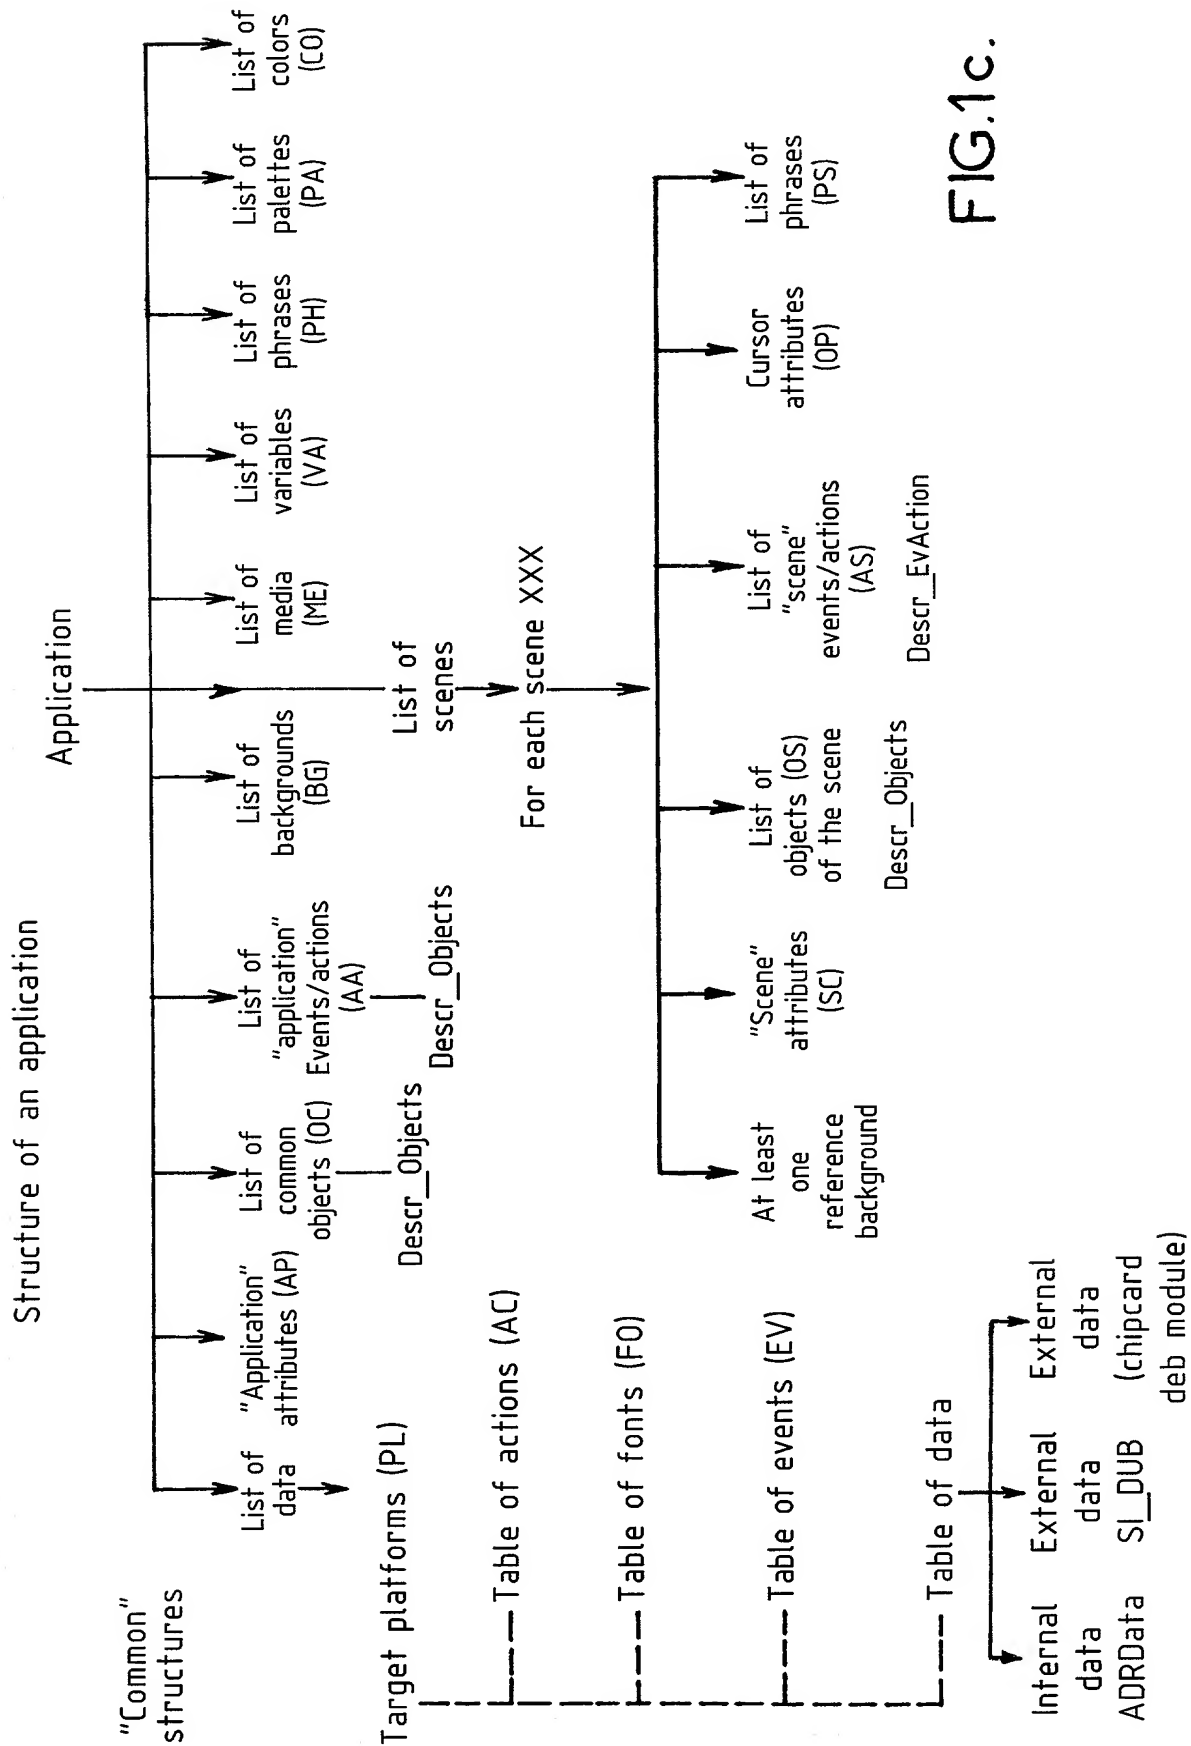 Structure of an application
Application
"Common"
structures
List of
data
"Application"
attributes (AP)
List of
common
objects (OC)
Descr_Objects
List of
"application"
Events/actions
(AA)
Descr_Objects
List of
backgrounds
(BG)
List of
media
(ME)
List of
variables
(VA)
List of
phrases
(PH)
List of
palettes
(PA)
List of
colors
(CO)
List of
scenes
For each scene XXX
At least
one
reference
background
"Scene"
attributes
(SC)
List of
objects (OS)
of the scene
Descr_Objects
List of
"scene"
events/actions
(AS)
Descr_EvAction
Cursor
attributes
(OP)
List of
phrases
(PS)
Target platforms (PL)
Table of actions (AC)
Table of fonts (FO)
Table of events (EV)
Table of data
Internal
data
ADRData
External
data
SI_DUB
External
data
(chipcard
deb module)
FIG.1c.